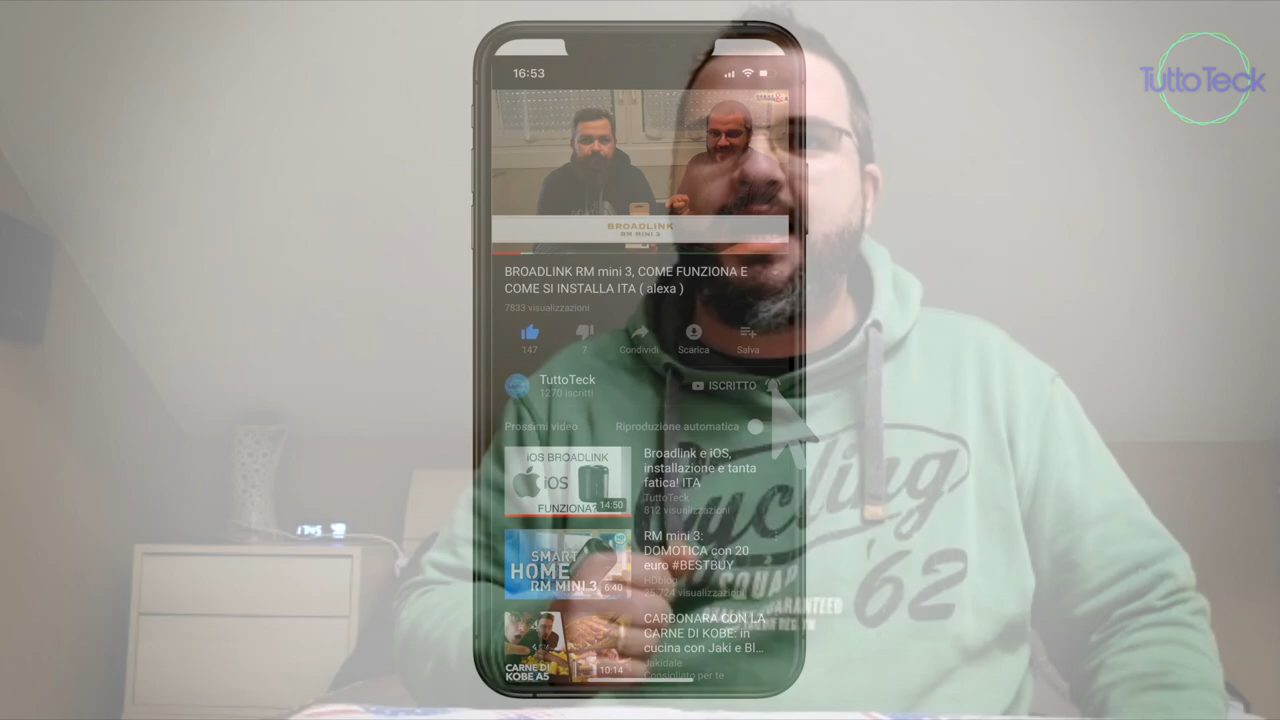 TuttoTeck
16:53
BROADLINK
RM MINI 3
BROADLINK RM mini 3, COME FUNZIONA E
COME SI INSTALLA ITA ( alexa )
7833 visualizzazioni
147
7
Condividi
Scarica
Salva
TuttoTeck
1270 iscritti
ISCRITTO
Prossimi video
Riproduzione automatica
iOS BROADLINK
iOS
FUNZIONA?
14:50
Broadlink e iOS,
installazione e tanta
fatica! ITA
TuttoTeck
812 visualizzazioni
SMART
HOME
RM MINI 3
6:40
RM mini 3:
DOMOTICA con 20
euro #BESTBUY
HDblog
CARNE DI
KOBE A5
10:14
CARBONARA CON LA
CARNE DI KOBE: in
cucina con Jaki e Bl...
Jakidale
Consigliato per te
17:45
Cycling
SQUAD
'62
GUARANTEED